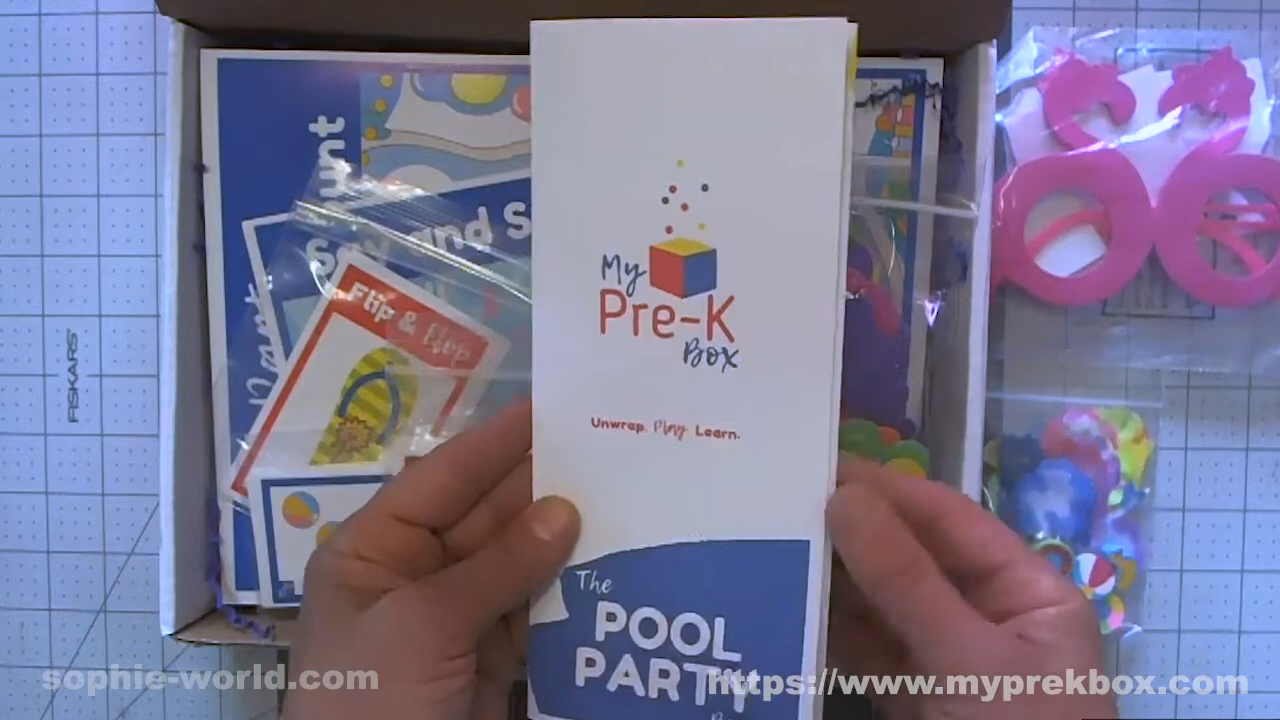 unt
Say and S
Flip & Flop
My
Pre-K
Box
Unwrap. Play Learn.
The
POOL
PARTY
FISKARS
sophie-world.com
https://www.myprekbox.com